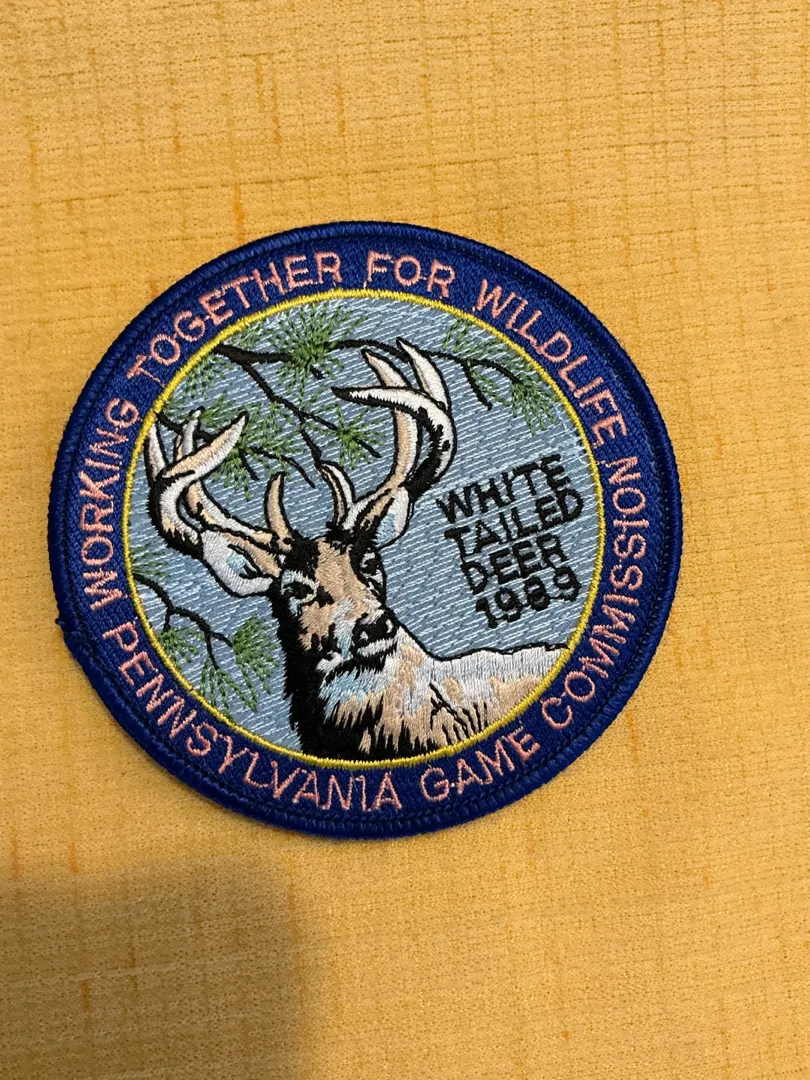 WORKING TOGETHER FOR WILDLIFE
WHITE
TAILED
DEER
1989
PENNSYLVANIA GAME COMMISSION